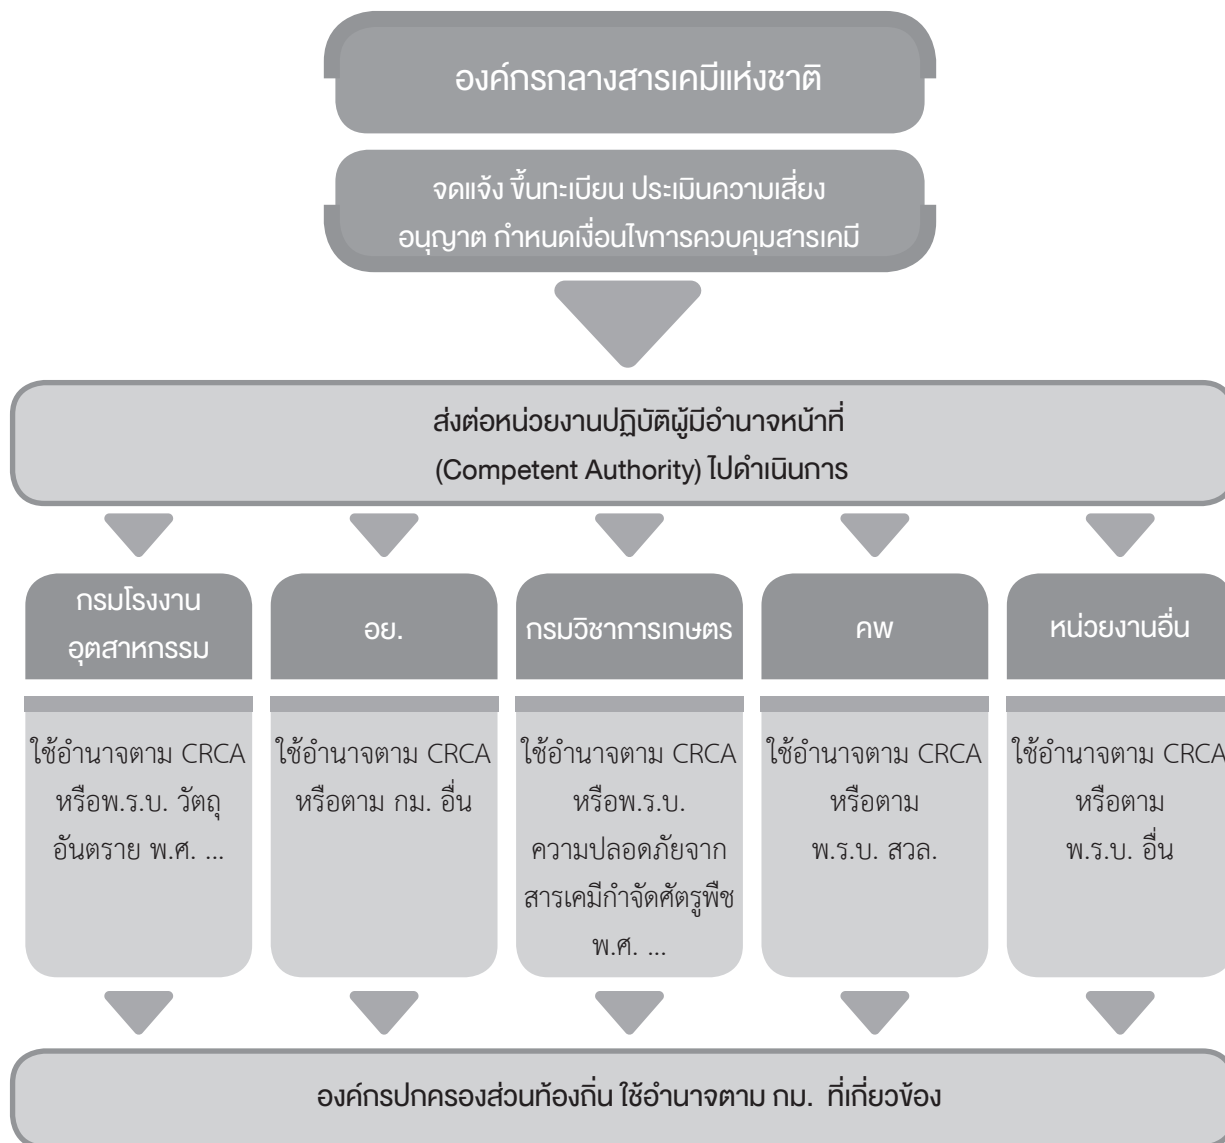 องค์กรกลางสารเคมีแห่งชาติ
จดแจ้ง ขึ้นทะเบียน ประเมินความเสี่ยง
อนุญาต กำหนดเงื่อนไขการควบคุมสารเคมี
ส่งต่อหน่วยงานปฏิบัติผู้มีอำนาจหน้าที่
(Competent Authority) ไปดำเนินการ
กรมโรงงาน
อุตสาหกรรม
ใช้อำนาจตาม CRCA
หรือพ.ร.บ. วัตถุ
อันตราย พ.ศ. ...
อย.
ใช้อำนาจตาม CRCA
หรือตาม กม. อื่น
กรมวิชาการเกษตร
ใช้อำนาจตาม CRCA
หรือพ.ร.บ.
ความปลอดภัยจาก
สารเคมีกำจัดศัตรูพืช
พ.ศ. ...
คพ
ใช้อำนาจตาม CRCA
หรือตาม
พ.ร.บ. สวล.
หน่วยงานอื่น
ใช้อำนาจตาม CRCA
หรือตาม
พ.ร.บ. อื่น
องค์กรปกครองส่วนท้องถิ่น ใช้อำนาจตาม กม. ที่เกี่ยวข้อง